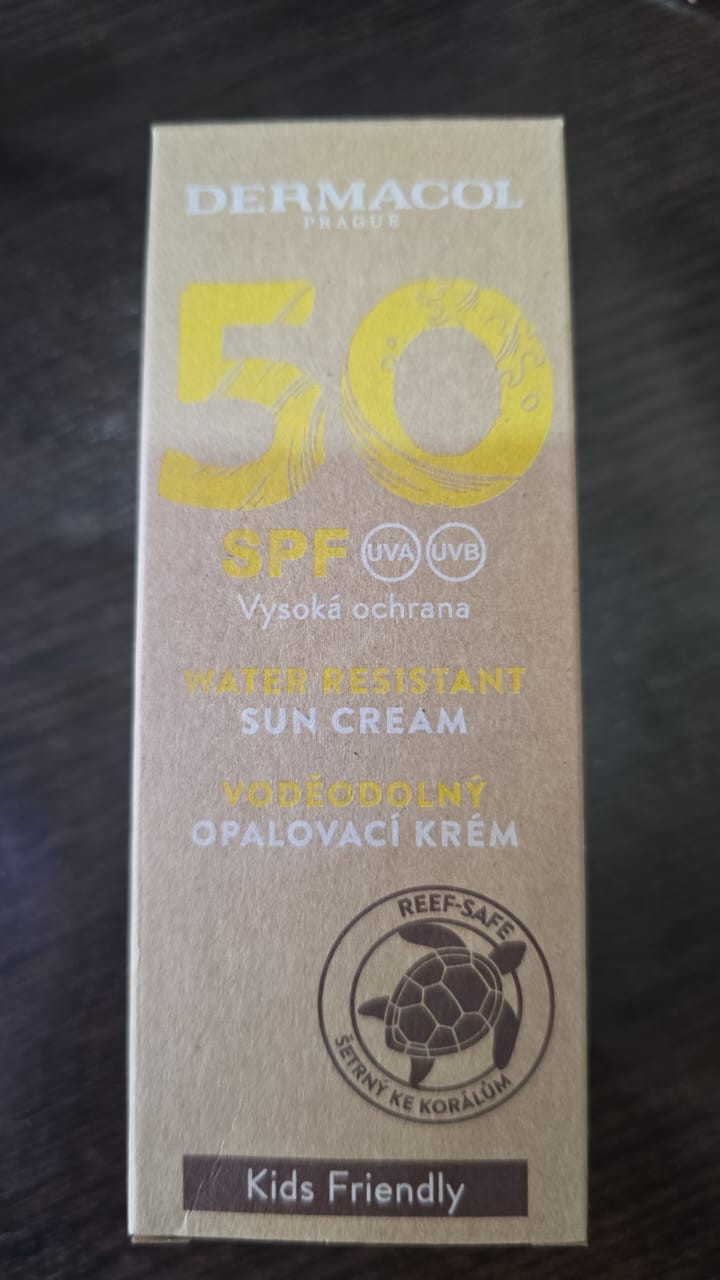 DERMACOL
PRAGUE
50
SPF UVA UVB
Vysoká ochrana
WATER RESISTANT
SUN CREAM
VODĚODOLNÝ
OPALOVACÍ KRÉM
REEF-SAFE
ŠETRNÝ KE KORÁLŮM
Kids Friendly